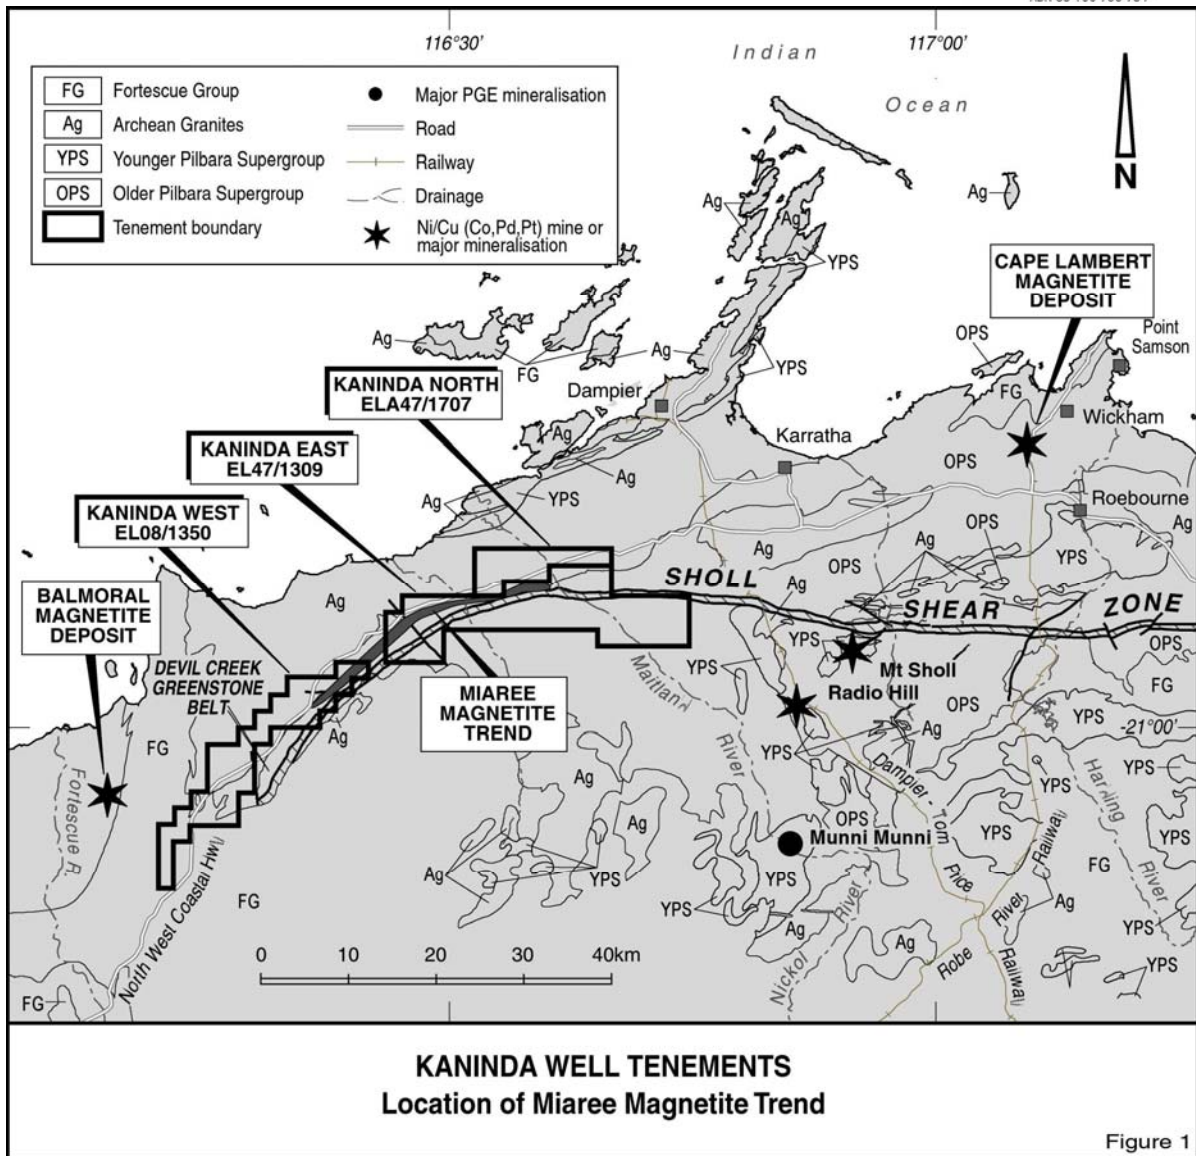 116°30'
117°00'
Indian
Ocean
FG Fortescue Group
Ag Archean Granites
YPS Younger Pilbara Supergroup
OPS Older Pilbara Supergroup
Tenement boundary
Major PGE mineralisation
Road
Railway
Drainage
Ni/Cu (Co,Pd,Pt) mine or
major mineralisation
N
Ag
Ag
Ag
YPS
CAPE LAMBERT
MAGNETITE
DEPOSIT
Ag
FG
Ag
YPS
OPS
Point
Samson
KANINDA NORTH
ELA47/1707
Dampier
FG
Wickham
KANINDA EAST
EL47/1309
Ag
Karratha
OPS
Ag
YPS
Ag
Roebourne
KANINDA WEST
EL08/1350
OPS
Ag
Ag
Ag
OPS
YPS
BALMORAL
MAGNETITE
DEPOSIT
Ag
SHOLL
SHEAR
ZONE
Ag
YPS
OPS
DEVIL CREEK
GREENSTONE
BELT
YPS
Mt Sholl
FG
MIAREE
MAGNETITE
TREND
Maitland
River
Radio Hill
OPS
YPS
-21°00'
Ag
FG
YPS
Ag
YPS
Fortescue R.
Ag
Dampier - Tom
Price
Railway
YPS
Harding
River
OPS
Ag
Munni Munni
YPS
YPS
Railway
FG
Ag
YPS
YPS
North West Coastal Hwy
FG
YPS
Ag
Nickol
River
Ag
Robe
River
Ag
YPS
YPS
0 10 20 30 40km
FG
KANINDA WELL TENEMENTS
Location of Miaree Magnetite Trend
Figure 1